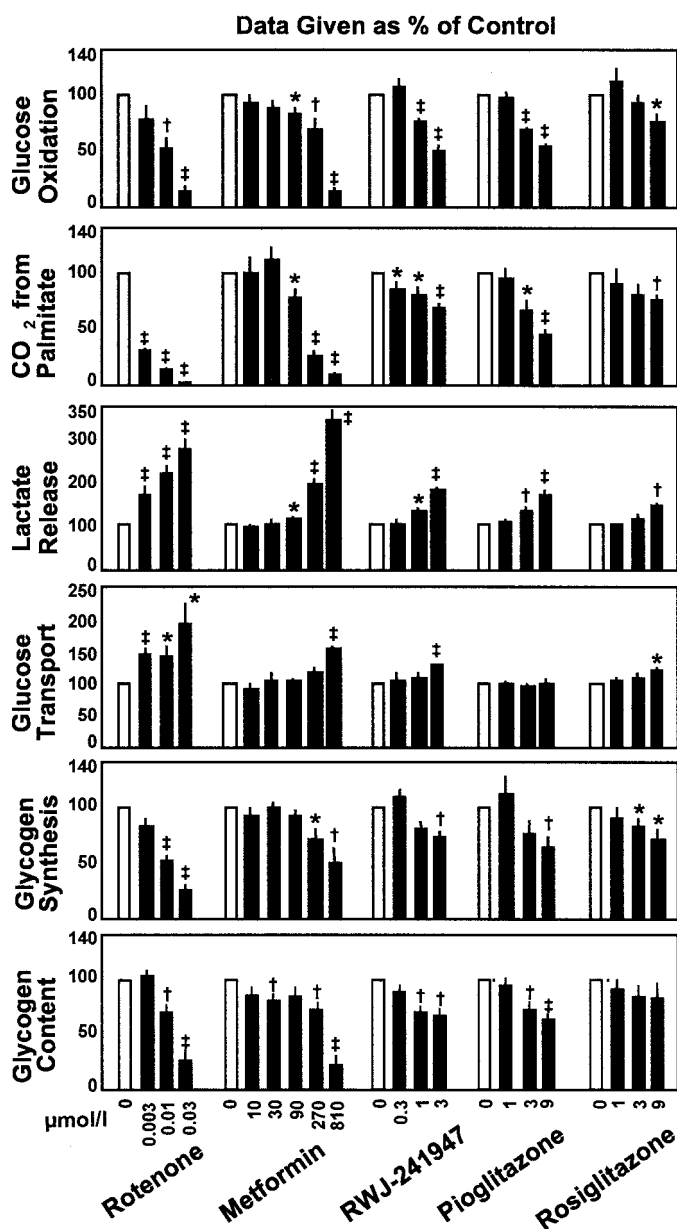 Data Given as % of Control
Glucose
Oxidation
140
100
50
0
† ‡ * † ‡ ‡ ‡ ‡ ‡ *
CO2 from
Palmitate
140
100
50
0
‡ ‡ ‡ * ‡ ‡ * * ‡ * ‡ †
Lactate
Release
350
300
200
100
0
‡ ‡ ‡ * ‡ ‡ * ‡ † ‡ †
Glucose
Transport
250
200
150
100
50
0
‡ * * ‡ ‡ *
Glycogen
Synthesis
140
100
50
0
‡ ‡ * † † † * *
Glycogen
Content
140
100
50
0
† ‡ † † ‡ † † † ‡
µmol/l
0 0.003 0.01 0.03 0 10 30 90 270 810 0 0.3 1 3 0 1 3 9 0 1 3 9
Rotenone Metformin RWJ-241947 Pioglitazone Rosiglitazone